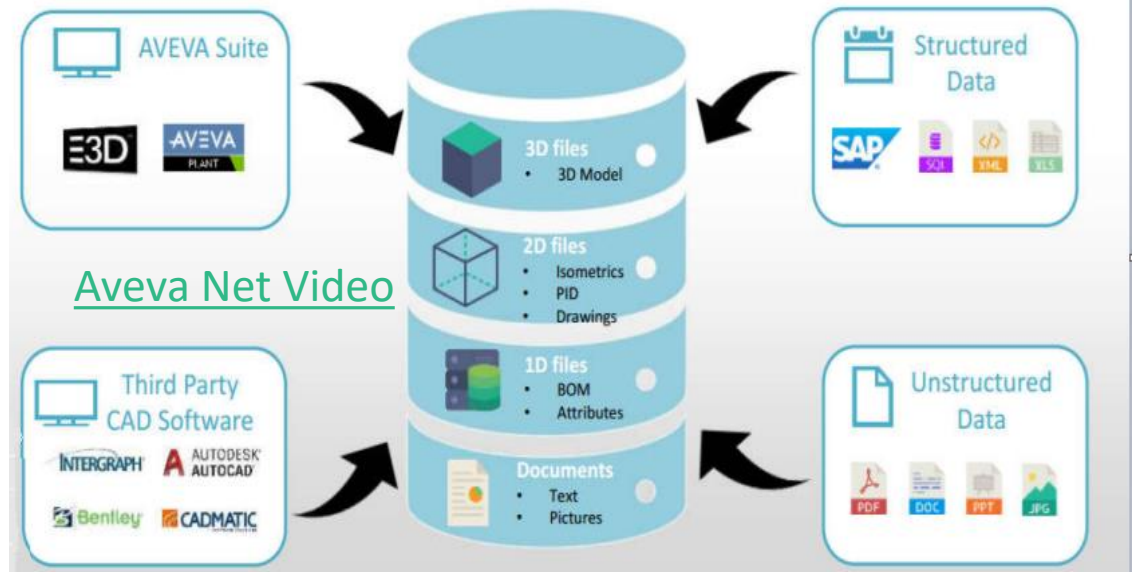 AVEVA Suite
E3D
AVEVA
PLANT
Aveva Net Video
Third Party
CAD Software
INTERGRAPH
AUTODESK
AUTOCAD
Bentley
CADMATIC
3D files
• 3D Model
2D files
• Isometrics
• PID
• Drawings
1D files
• BOM
• Attributes
Documents
• Text
• Pictures
Structured
Data
SAP
SQL
</>
XML
XLS
Unstructured
Data
PDF
DOC
PPT
JPG